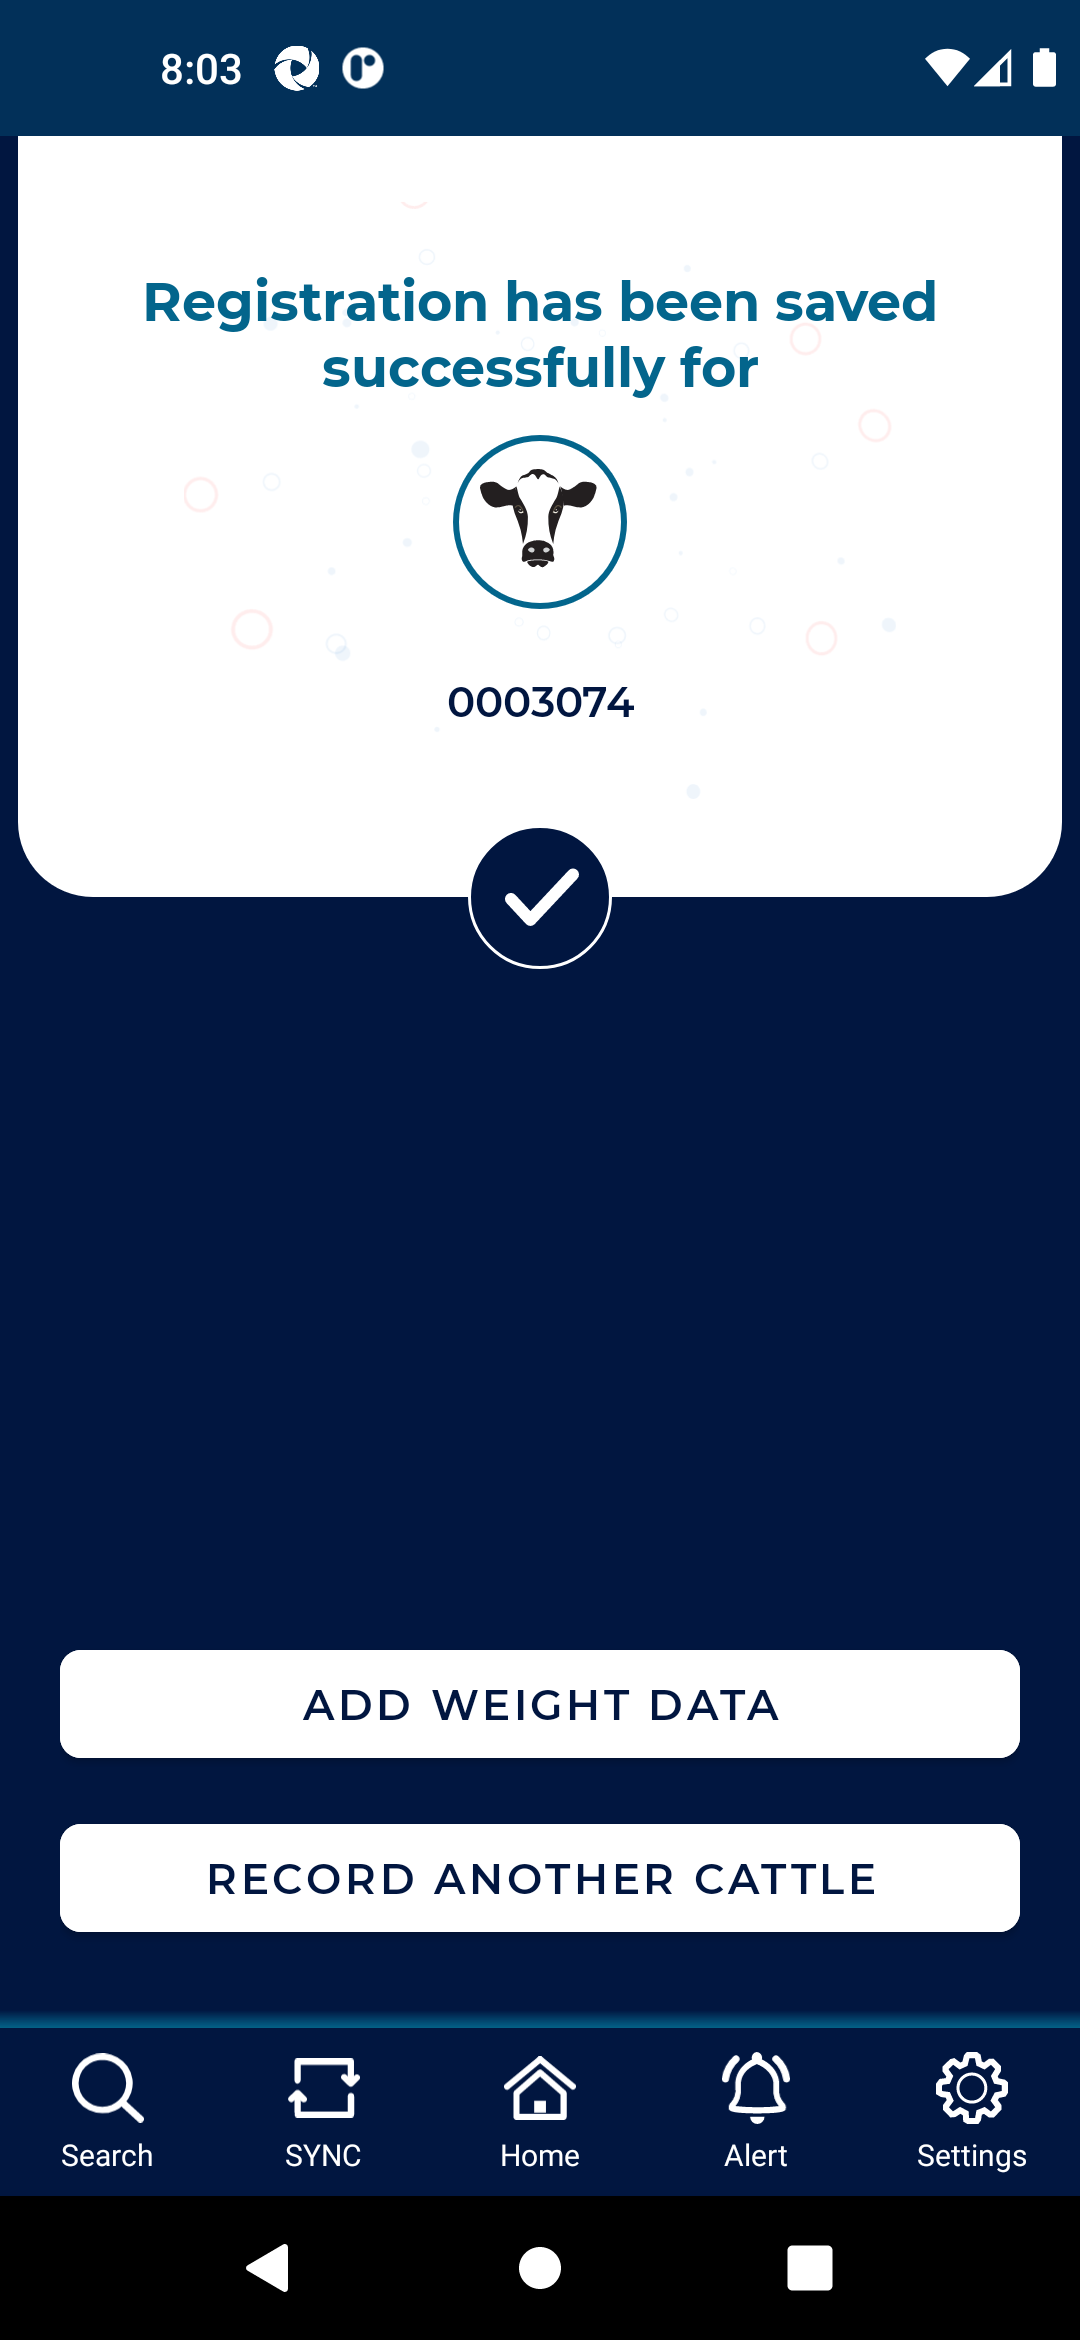 8:03
Registration has been saved
successfully for
0003074
ADD WEIGHT DATA
RECORD ANOTHER CATTLE
Search
SYNC
Home
Alert
Settings